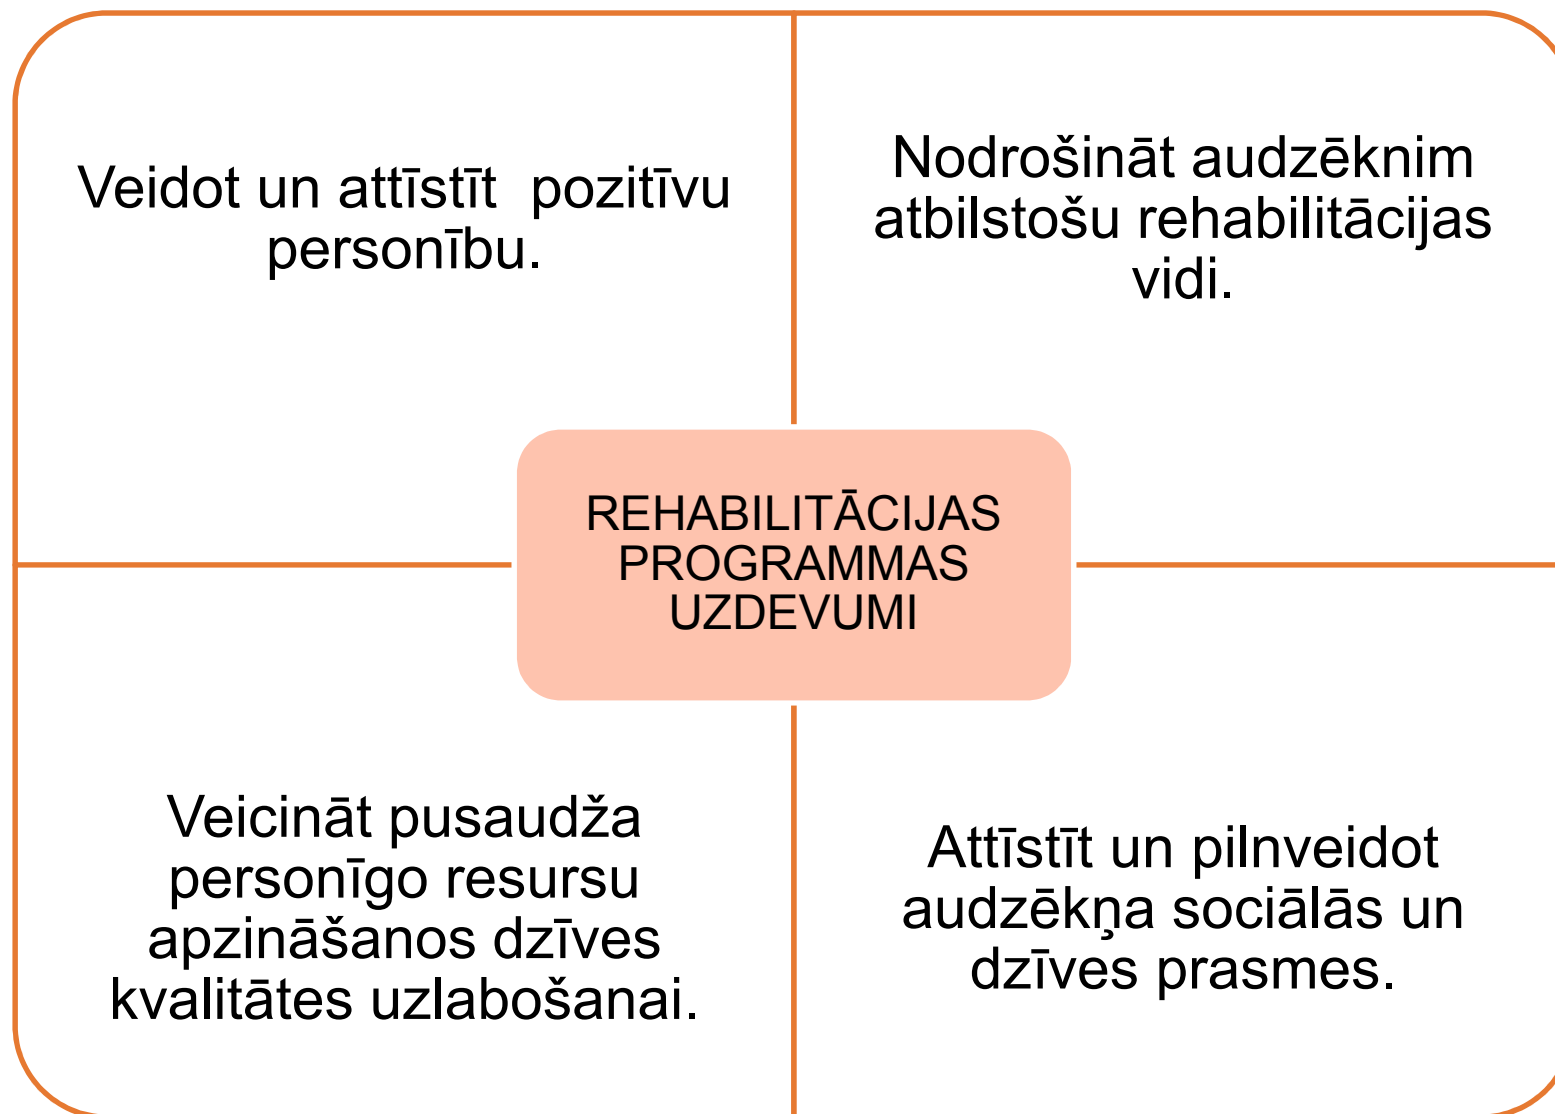 Veidot un attīstīt  pozitīvu
personību.
Nodrošināt audzēknim
atbilstošu rehabilitācijas
vidi.
REHABILITĀCIJAS
PROGRAMMAS
UZDEVUMI
Veicināt pusaudža
personīgo resursu
apzināšanos dzīves
kvalitātes uzlabošanai.
Attīstīt un pilnveidot
audzēkņa sociālās un
dzīves prasmes.